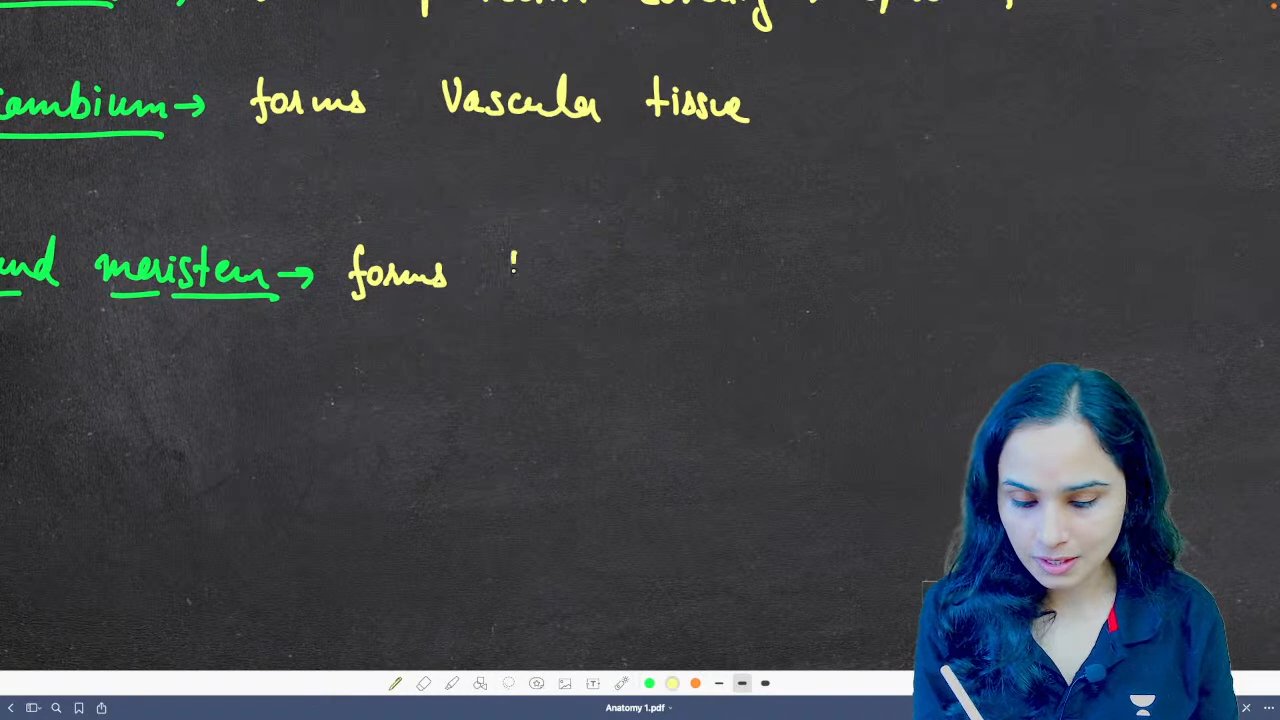 cambium → forms Vascular tissue
und meristem → forms
Anatomy 1.pdf